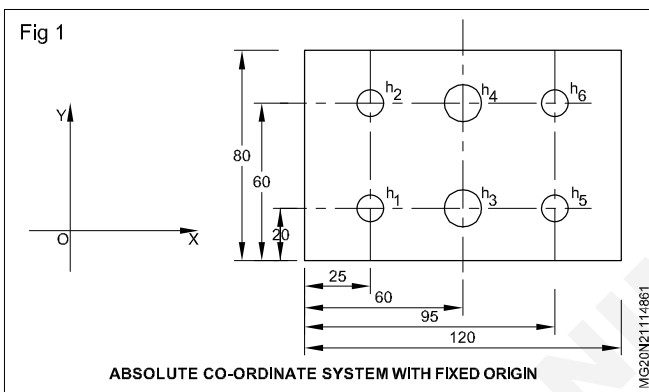 Fig 1
Y
O
X
h2
h4
h6
h1
h3
h5
80
60
20
25
60
95
120
ABSOLUTE CO-ORDINATE SYSTEM WITH FIXED ORIGIN
MG20N21114861